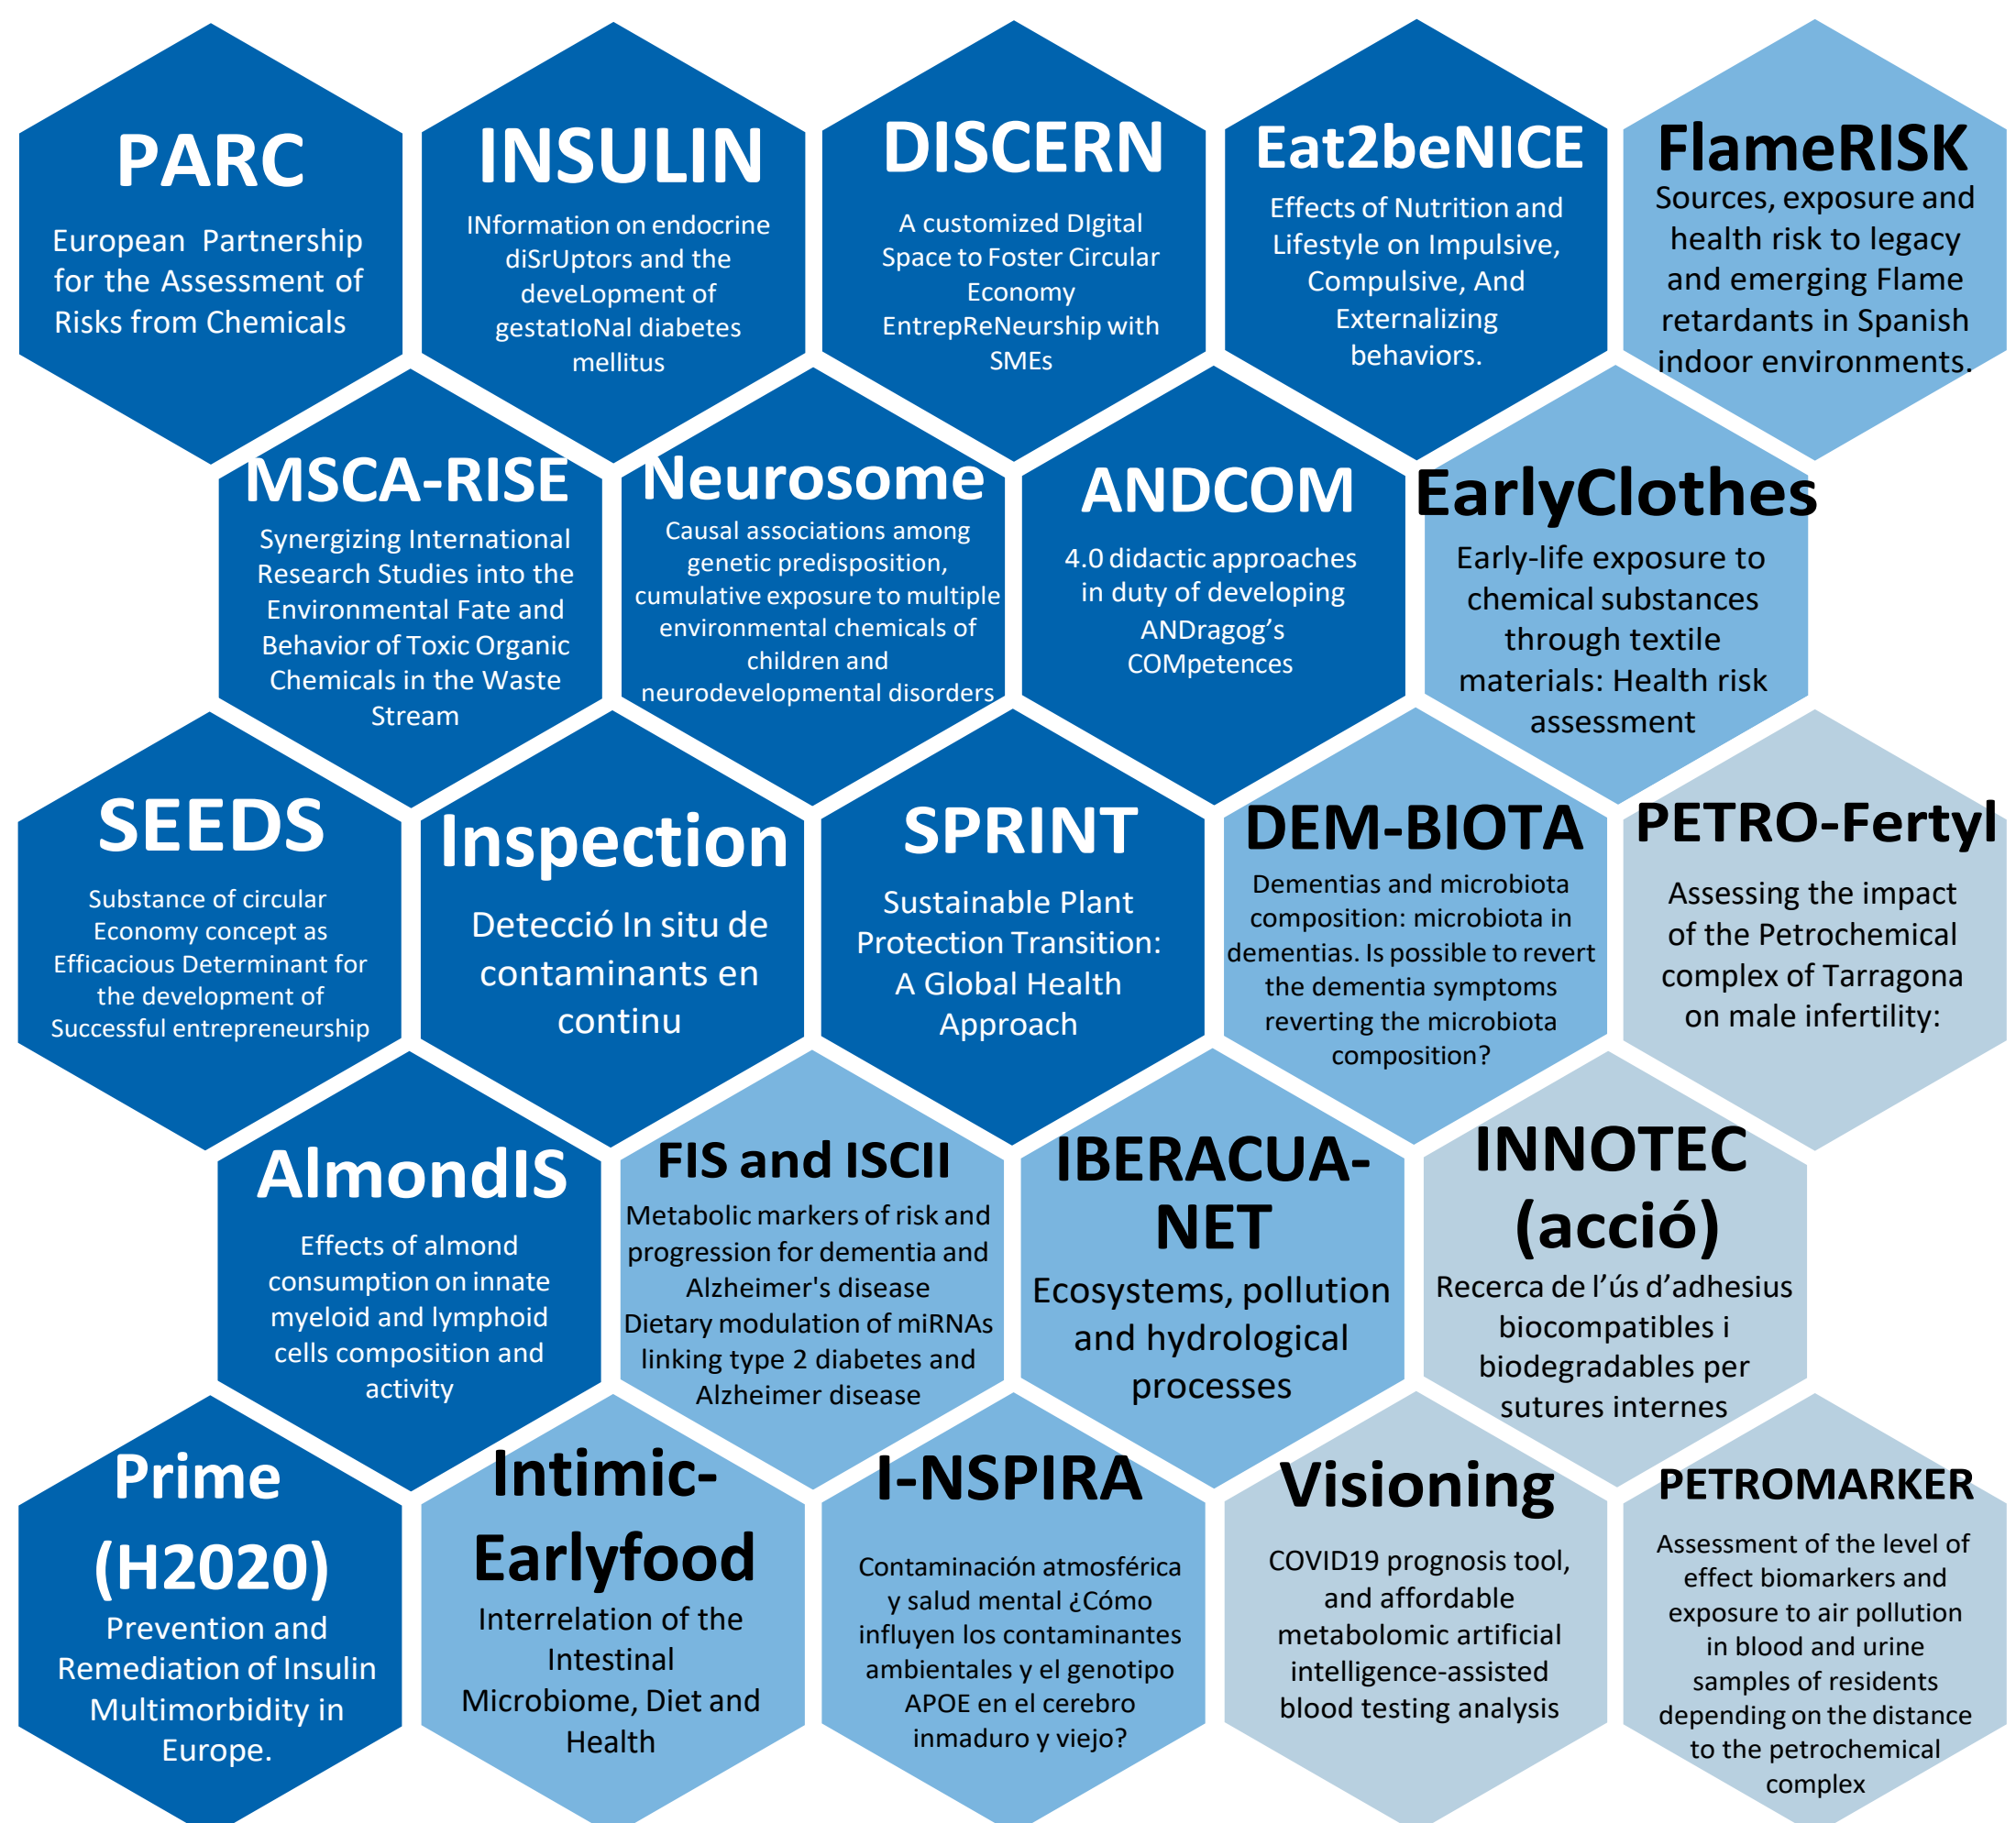 PARC
European Partnership
for the Assessment of
Risks from Chemicals
INSULIN
INformation on endocrine
diSrUptors and the
deveLopment of
gestatIoNal diabetes
mellitus
DISCERN
A customized DIgital
Space to Foster Circular
Economy
EntrepReNeurship with
SMEs
Eat2beNICE
Effects of Nutrition and
Lifestyle on Impulsive,
Compulsive, And
Externalizing
behaviors.
FlameRISK
Sources, exposure and
health risk to legacy
and emerging Flame
retardants in Spanish
indoor environments.
MSCA-RISE
Synergizing International
Research Studies into the
Environmental Fate and
Behavior of Toxic Organic
Chemicals in the Waste
Stream
Neurosome
Causal associations among
genetic predisposition,
cumulative exposure to multiple
environmental chemicals of
children and
neurodevelopmental disorders
ANDCOM
4.0 didactic approaches
in duty of developing
ANDragog’s
COMpetences
EarlyClothes
Early-life exposure to
chemical substances
through textile
materials: Health risk
assessment
SEEDS
Substance of circular
Economy concept as
Efficacious Determinant for
the development of
Successful entrepreneurship
Inspection
Detecció In situ de
contaminants en
continu
SPRINT
Sustainable Plant
Protection Transition:
A Global Health
Approach
DEM-BIOTA
Dementias and microbiota
composition: microbiota in
dementias. Is possible to revert
the dementia symptoms
reverting the microbiota
composition?
PETRO-Fertyl
Assessing the impact
of the Petrochemical
complex of Tarragona
on male infertility:
AlmondIS
Effects of almond
consumption on innate
myeloid and lymphoid
cells composition and
activity
FIS and ISCII
Metabolic markers of risk and
progression for dementia and
Alzheimer's disease
Dietary modulation of miRNAs
linking type 2 diabetes and
Alzheimer disease
IBERACUA-
NET
Ecosystems, pollution
and hydrological
processes
INNOTEC
(acció)
Recerca de l’ús d’adhesius
biocompatibles i
biodegradables per
sutures internes
Prime
(H2020)
Prevention and
Remediation of Insulin
Multimorbidity in
Europe.
Intimic-
Earlyfood
Interrelation of the
Intestinal
Microbiome, Diet and
Health
I-NSPIRA
Contaminación atmosférica
y salud mental ¿Cómo
influyen los contaminantes
ambientales y el genotipo
APOE en el cerebro
inmaduro y viejo?
Visioning
COVID19 prognosis tool,
and affordable
metabolomic artificial
intelligence-assisted
blood testing analysis
PETROMARKER
Assessment of the level of
effect biomarkers and
exposure to air pollution
in blood and urine
samples of residents
depending on the distance
to the petrochemical
complex